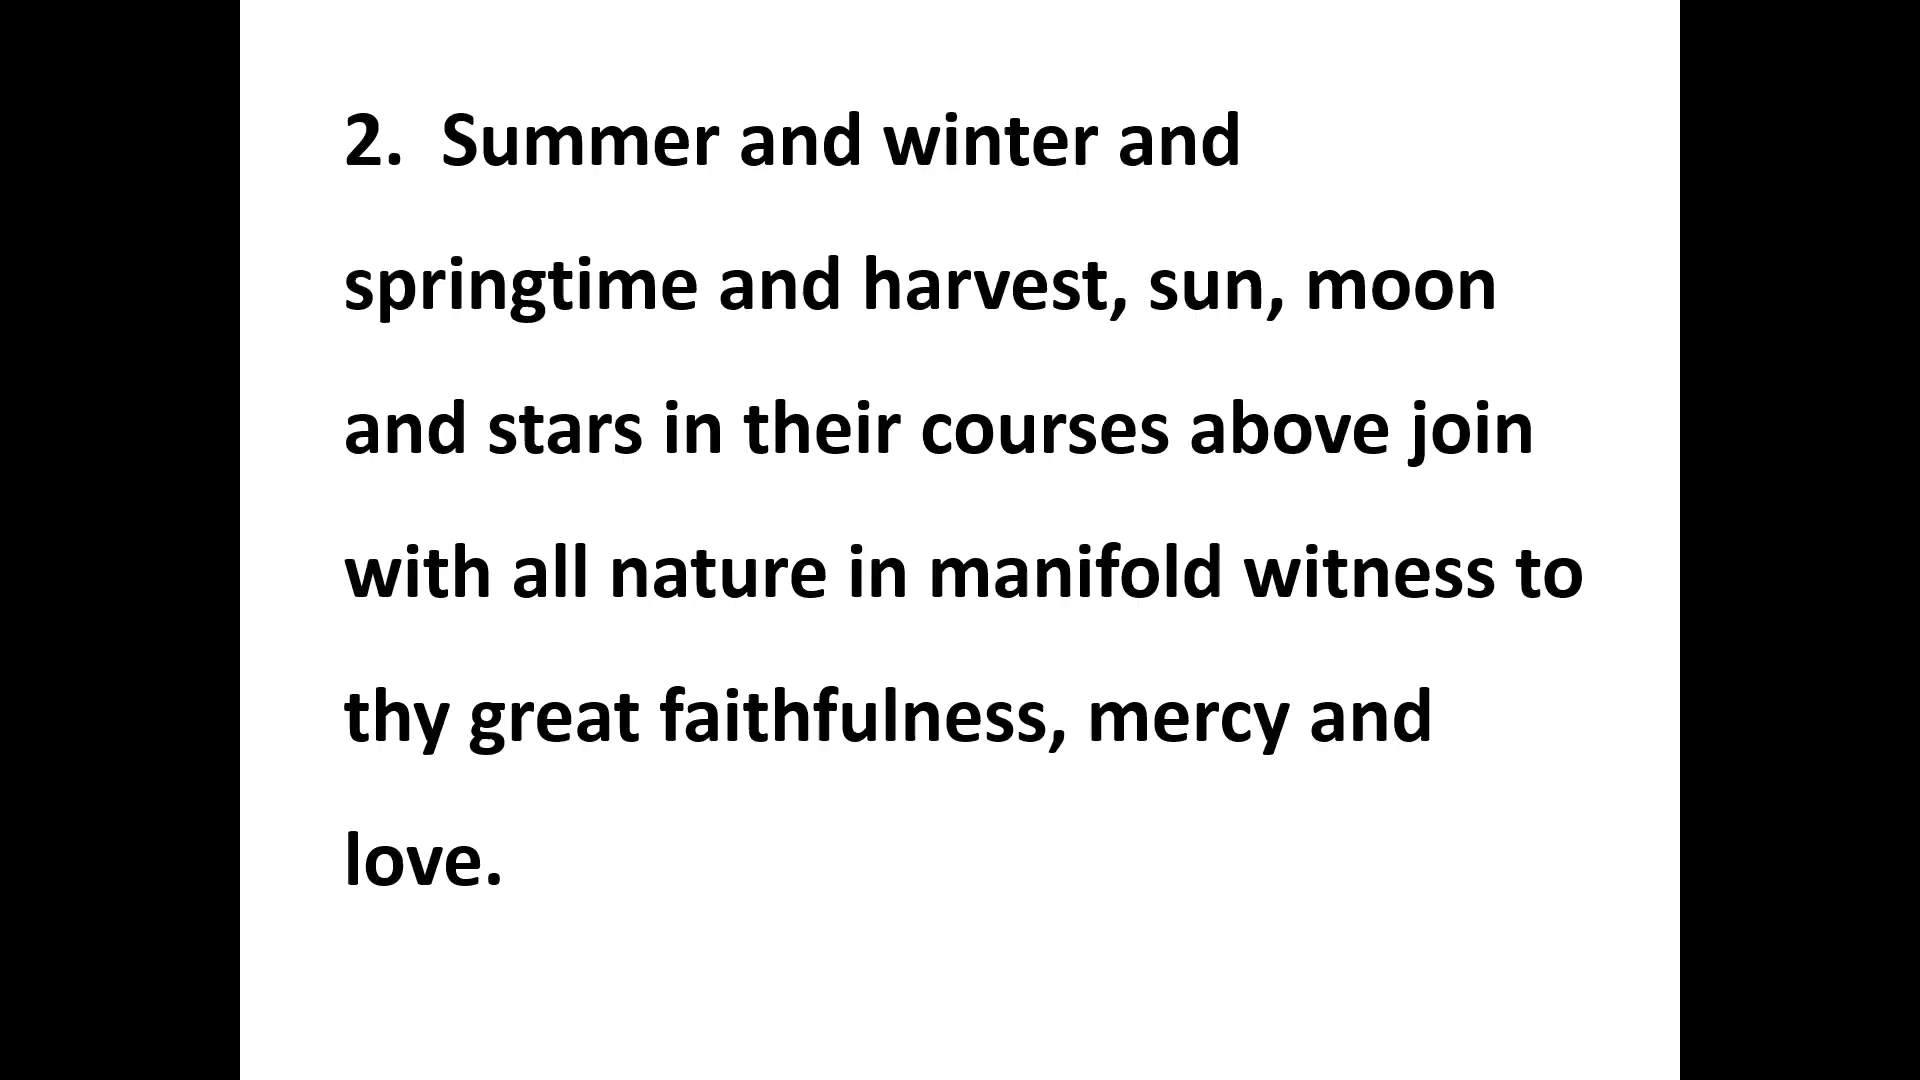 2.  Summer and winter and
springtime and harvest, sun, moon
and stars in their courses above join
with all nature in manifold witness to
thy great faithfulness, mercy and
love.